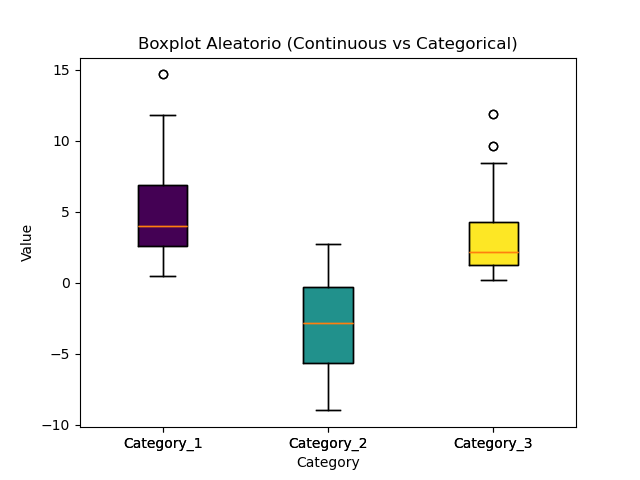 Boxplot Aleatorio (Continuous vs Categorical)
15
10
5
0
−5
−10
Value
Category_1
Category_2
Category_3
Category